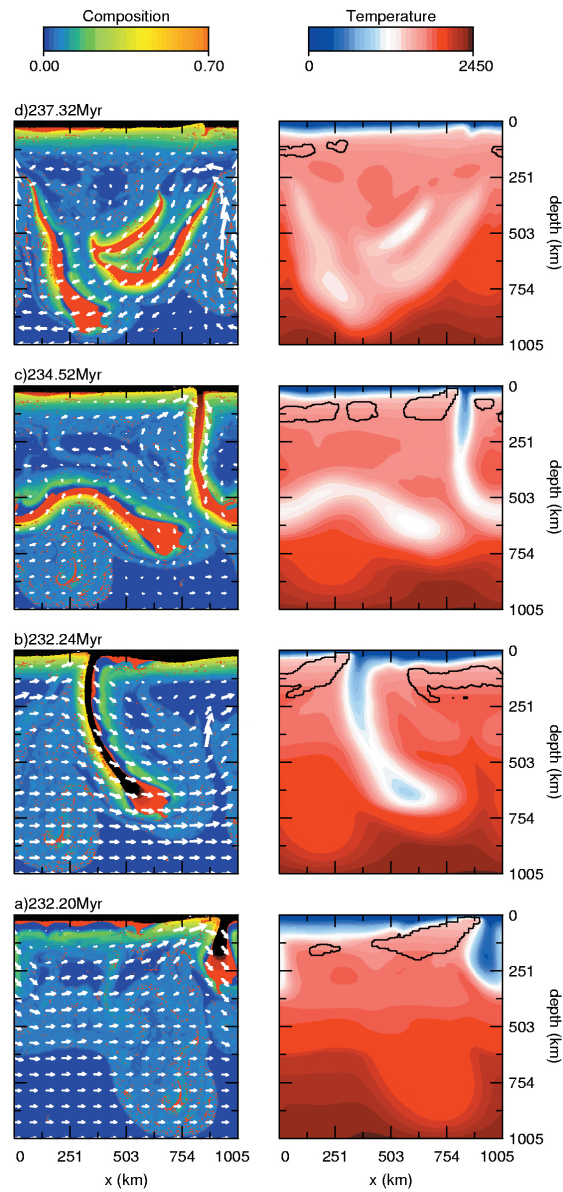 Composition Temperature
0.00 0.70 0 2450
d)237.32Myr
0
251
503
754
1005
depth (km)
c)234.52Myr
0
251
503
754
1005
depth (km)
b)232.24Myr
0
251
503
754
1005
depth (km)
a)232.20Myr
0
251
503
754
1005
depth (km)
0 251 503 754 1005 0 251 503 754 1005
x (km) x (km)